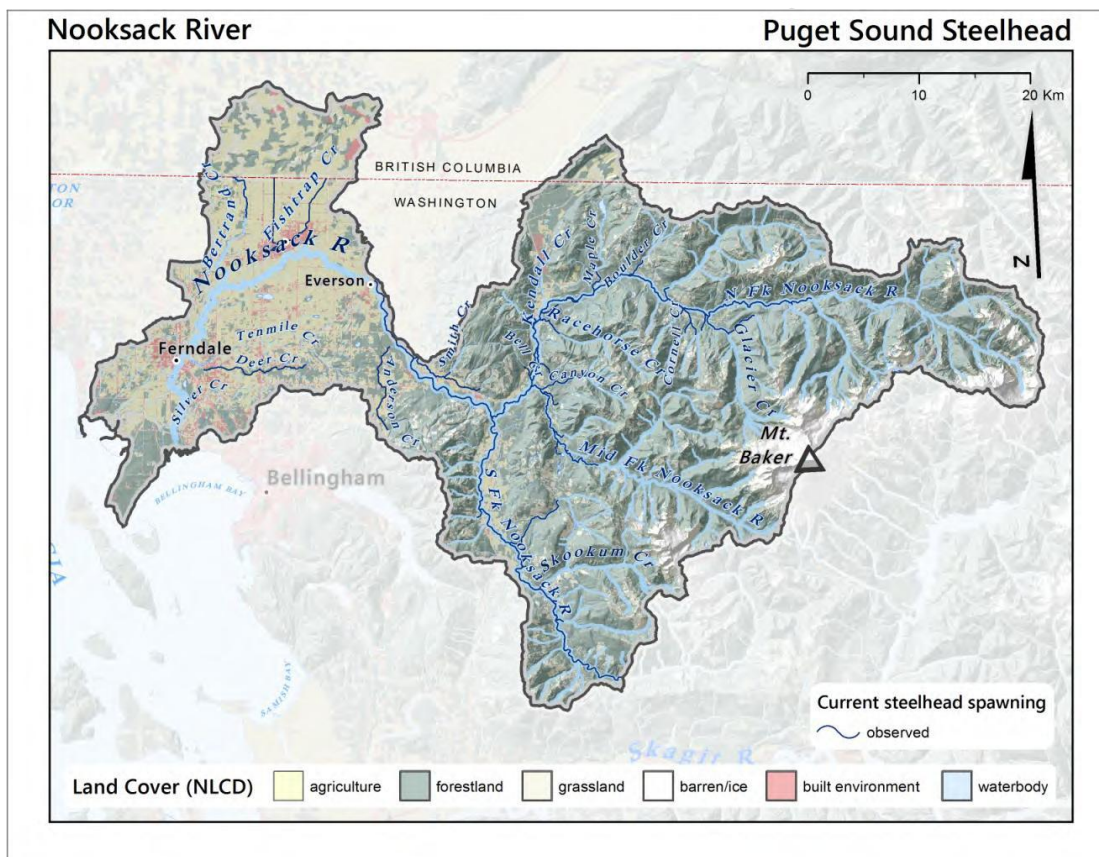 Nooksack River
Puget Sound Steelhead
0 10 20 Km
N
BRITISH COLUMBIA
WASHINGTON
Bertrand Cr
Fishtrap Cr
Nooksack R
Everson
Tenmile Cr
Ferndale
Deer Cr
Silver Cr
Anderson Cr
Smish Cr
Kendall Cr
Maple Cr
Boulder Cr
Racehorse Cr
Cornell Cr
N Fk Nooksack R
Glacier Cr
Bell Cr
Canyon Cr
Mt.
Baker
Mid Fk Nooksack R
S Fk Nooksack R
Skookum Cr
Bellingham
BELLINGHAM BAY
SAMISH BAY
Skagit R
Current steelhead spawning
observed
Land Cover (NLCD)
agriculture
forestland
grassland
barren/ice
built environment
waterbody